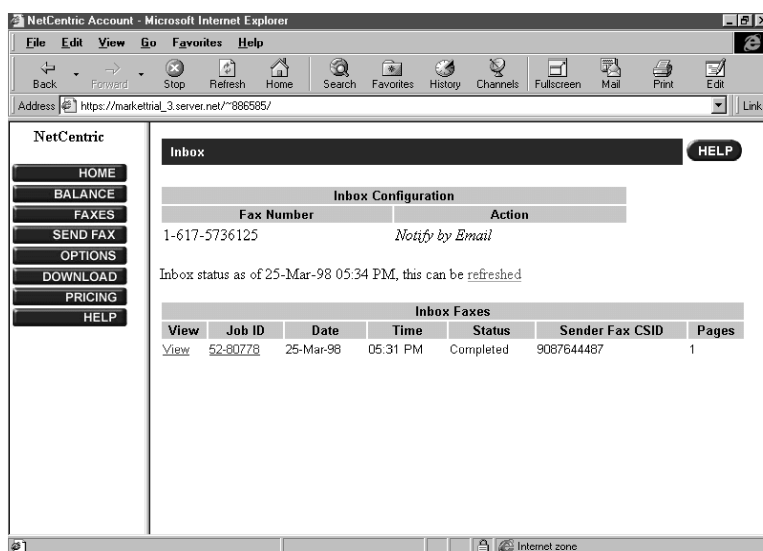 NetCentric Account - Microsoft Internet Explorer
File Edit View Go Favorites Help
Back Forward Stop Refresh Home Search Favorites History Channels Fullscreen Mail Print Edit
Address https://markettrial_3.server.net/~886585/ Link
NetCentric
HOME
BALANCE
FAXES
SEND FAX
OPTIONS
DOWNLOAD
PRICING
HELP
Inbox HELP
Inbox Configuration
Fax Number Action
1-617-5736125 Notify by Email
Inbox status as of 25-Mar-98 05:34 PM, this can be refreshed
Inbox Faxes
View Job ID Date Time Status Sender Fax CSID Pages
View 52-80778 25-Mar-98 05:31 PM Completed 9087644487 1
Internet zone